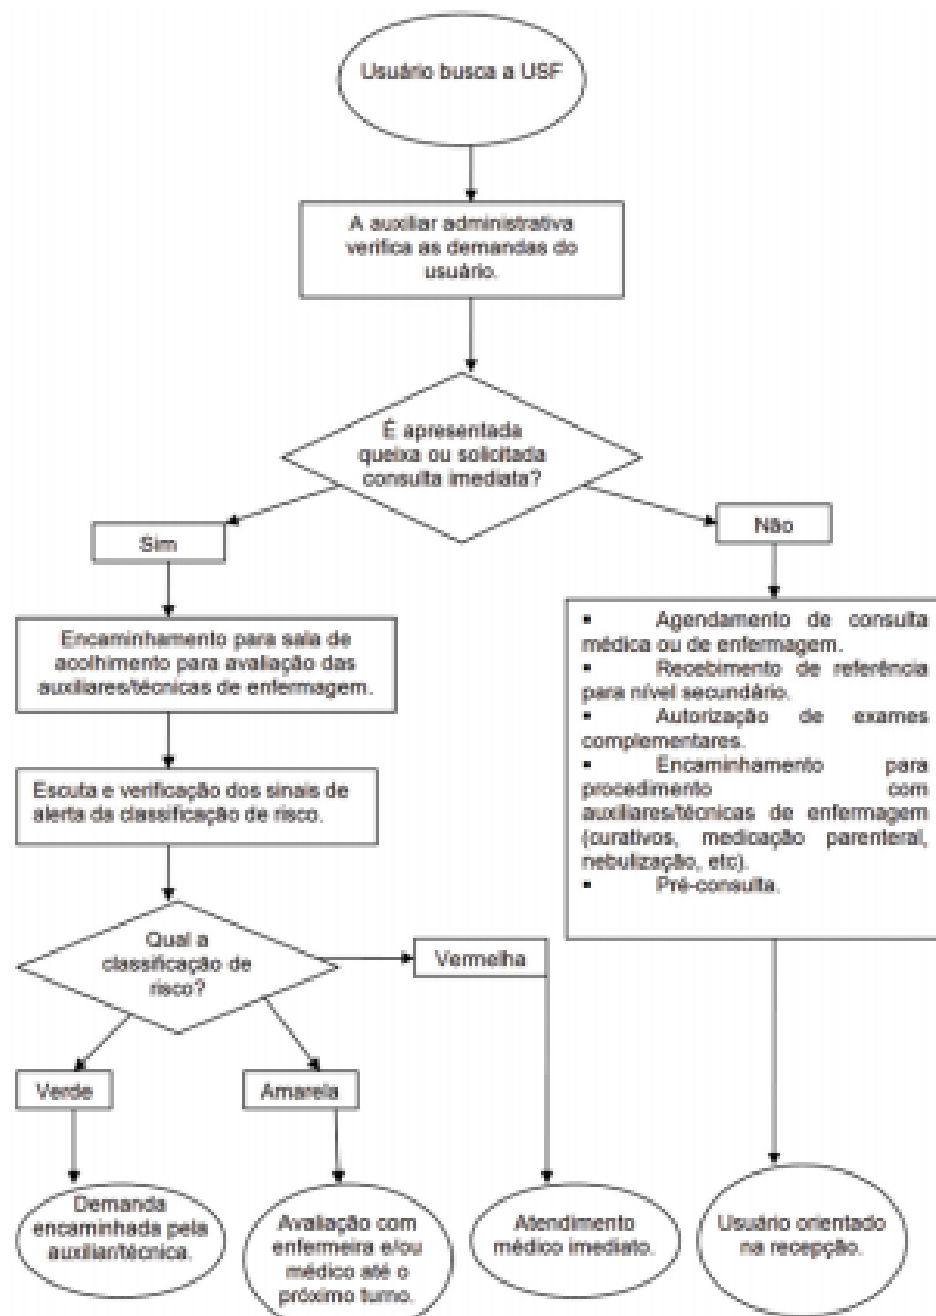 Usuário busca a USF
A auxiliar administrativa
verifica as demandas do
usuário.
É apresentada
queixa ou solicitada
consulta imediata?
Sim
Não
Encaminhamento para sala de
acolhimento para avaliação das
auxiliares/técnicas de enfermagem.
▪ Agendamento de consulta
médica ou de enfermagem.
▪ Recebimento de referência
para nível secundário.
▪ Autorização de exames
complementares.
▪ Encaminhamento para
procedimento com
auxiliares/técnicas de enfermagem
(curativos, medicação parenteral,
nebulização, etc).
▪ Pré-consulta.
Escuta e verificação dos sinais de
alerta da classificação de risco.
Qual a
classificação de
risco?
Vermelha
Verde
Amarela
Demanda
encaminhada pela
auxiliar/técnica.
Avaliação com
enfermeira e/ou
médico até o
próximo turno.
Atendimento
médico imediato.
Usuário orientado
na recepção.